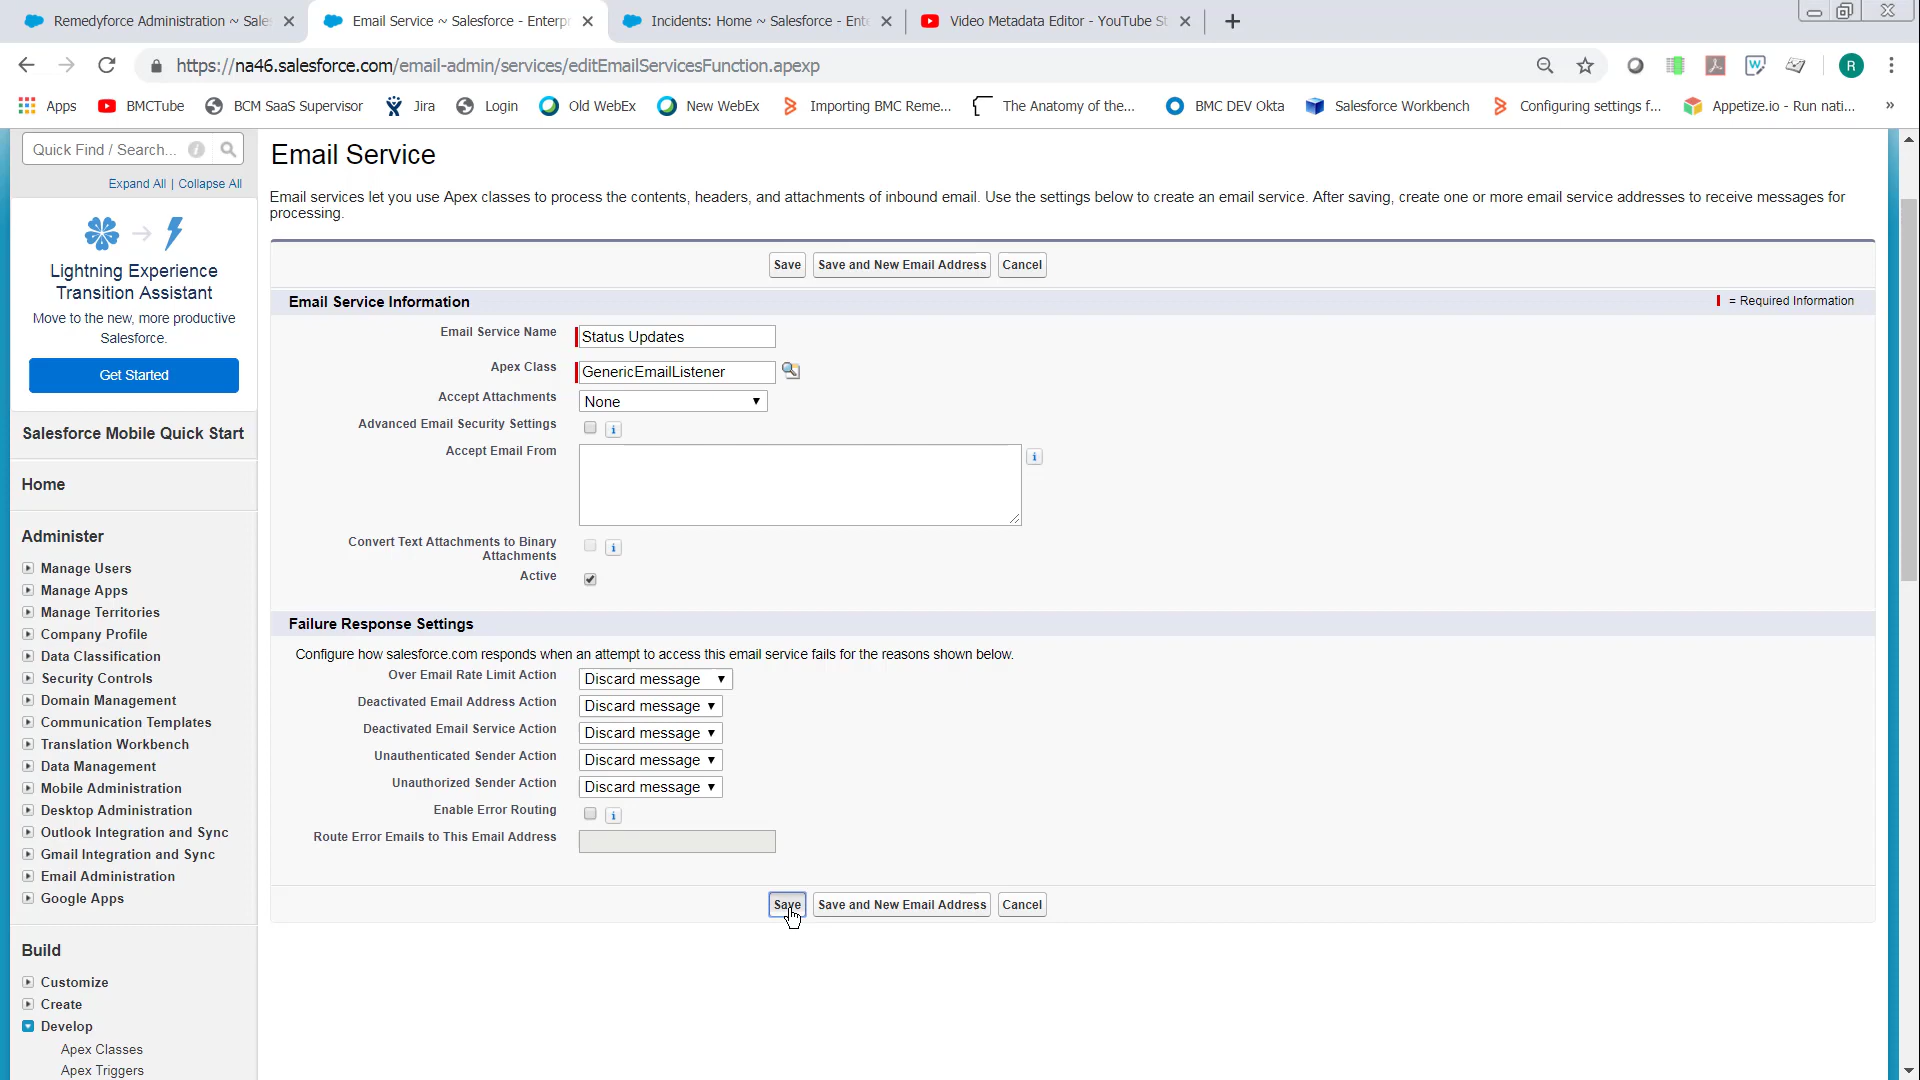 Remedyforce Administration ~ Sales
Email Service ~ Salesforce - Enterpr
Incidents: Home ~ Salesforce - Ente
Video Metadata Editor - YouTube St
https://na46.salesforce.com/email-admin/services/editEmailServicesFunction.apexp
R
Apps
BMCTube
BCM SaaS Supervisor
Jira
Login
Old WebEx
New WebEx
Importing BMC Reme...
The Anatomy of the...
BMC DEV Okta
Salesforce Workbench
Configuring settings f...
Appetize.io - Run nati...
»
Quick Find / Search...
Expand All | Collapse All
Lightning Experience
Transition Assistant
Move to the new, more productive
Salesforce.
Get Started
Salesforce Mobile Quick Start
Home
Administer
Manage Users
Manage Apps
Manage Territories
Company Profile
Data Classification
Security Controls
Domain Management
Communication Templates
Translation Workbench
Data Management
Mobile Administration
Desktop Administration
Outlook Integration and Sync
Gmail Integration and Sync
Email Administration
Google Apps
Build
Customize
Create
Develop
Apex Classes
Apex Triggers
Email Service
Email services let you use Apex classes to process the contents, headers, and attachments of inbound email. Use the settings below to create an email service. After saving, create one or more email service addresses to receive messages for
processing.
Save
Save and New Email Address
Cancel
Email Service Information
= Required Information
Email Service Name
Status Updates
Apex Class
GenericEmailListener
Accept Attachments
None
Advanced Email Security Settings
Accept Email From
Convert Text Attachments to Binary
Attachments
Active
Failure Response Settings
Configure how salesforce.com responds when an attempt to access this email service fails for the reasons shown below.
Over Email Rate Limit Action
Discard message
Deactivated Email Address Action
Discard message
Deactivated Email Service Action
Discard message
Unauthenticated Sender Action
Discard message
Unauthorized Sender Action
Discard message
Enable Error Routing
Route Error Emails to This Email Address
Save
Save and New Email Address
Cancel